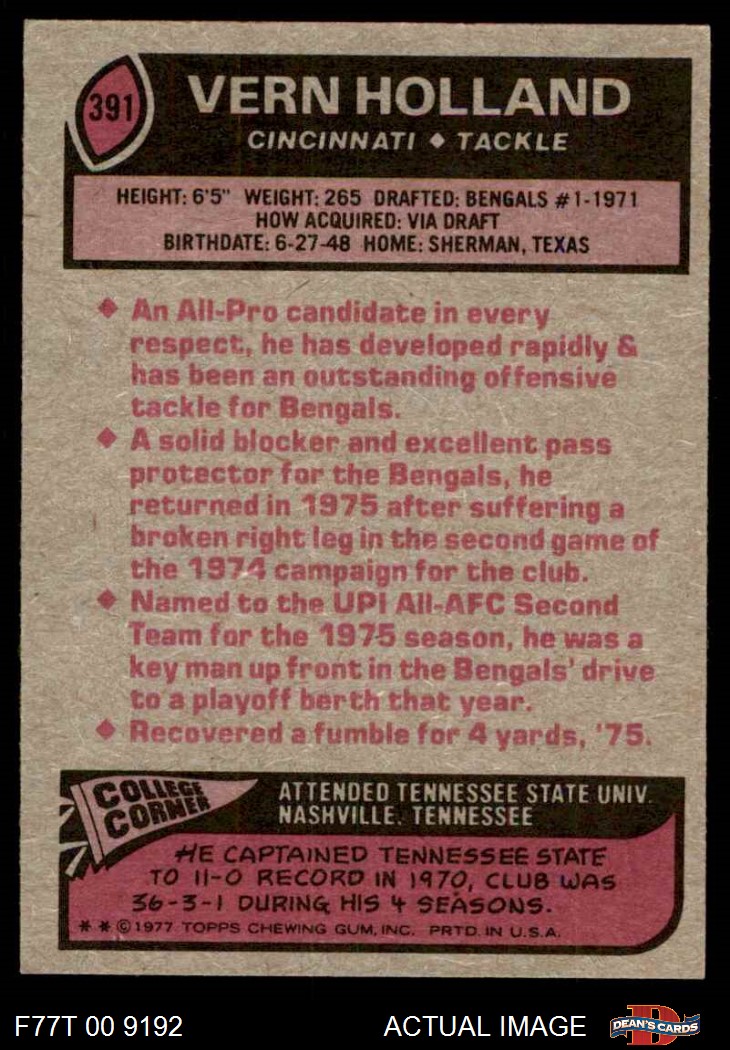 391
VERN HOLLAND
CINCINNATI ◆ TACKLE
HEIGHT: 6'5" WEIGHT: 265 DRAFTED: BENGALS #1-1971
HOW ACQUIRED: VIA DRAFT
BIRTHDATE: 6-27-48 HOME: SHERMAN, TEXAS
◆ An All-Pro candidate in every
respect, he has developed rapidly &
has been an outstanding offensive
tackle for Bengals.
◆ A solid blocker and excellent pass
protector for the Bengals, he
returned in 1975 after suffering a
broken right leg in the second game of
the 1974 campaign for the club.
◆ Named to the UPI All-AFC Second
Team for the 1975 season, he was a
key man up front in the Bengals' drive
to a playoff berth that year.
◆ Recovered a fumble for 4 yards, '75.
COLLEGE
CORNER
ATTENDED TENNESSEE STATE UNIV.
NASHVILLE, TENNESSEE
HE CAPTAINED TENNESSEE STATE
TO 11-0 RECORD IN 1970, CLUB WAS
36-3-1 DURING HIS 4 SEASONS.
* * © 1977 TOPPS CHEWING GUM, INC. PRTD. IN U.S.A.
F77T 00 9192
ACTUAL IMAGE
D
DEAN'S CARDS